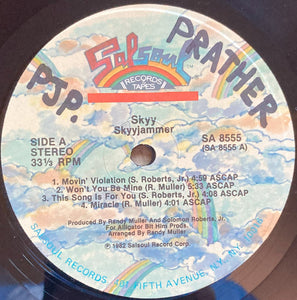 PJP.
PRATHER
Salsoul
RECORDS
TAPES
Skyy
Skyyjammer
SIDE A
STEREO
33⅓ RPM
SA 8555
(SA 8555 A)
1. Movin' Violation (S. Roberts, Jr.) 4:59 ASCAP
2. Won't You Be Mine (R. Muller) 5:33 ASCAP
3. This Song is For You (S. Roberts, Jr.) 4:08 ASCAP
4. Miracle (R. Muller) 4:01 ASCAP
Produced By Randy Muller and Solomon Roberts, Jr.
For Alligator Bit Him Prods.
Arranged By Randy Muller
℗ 1982 Salsoul Record Corp.
SALSOUL RECORDS, 401 FIFTH AVENUE, N.Y., N.Y. 10016